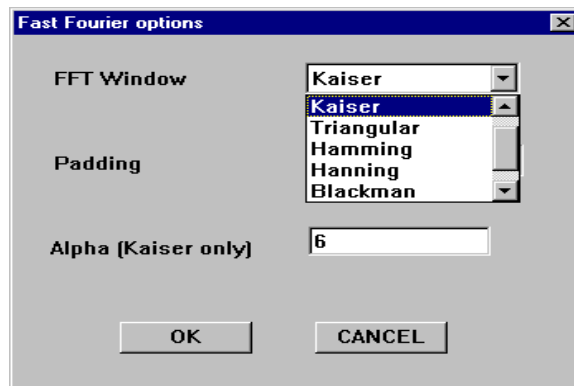 Fast Fourier options
FFT Window
Kaiser
Kaiser
Triangular
Hamming
Hanning
Blackman
Padding
Alpha (Kaiser only)
6
OK
CANCEL